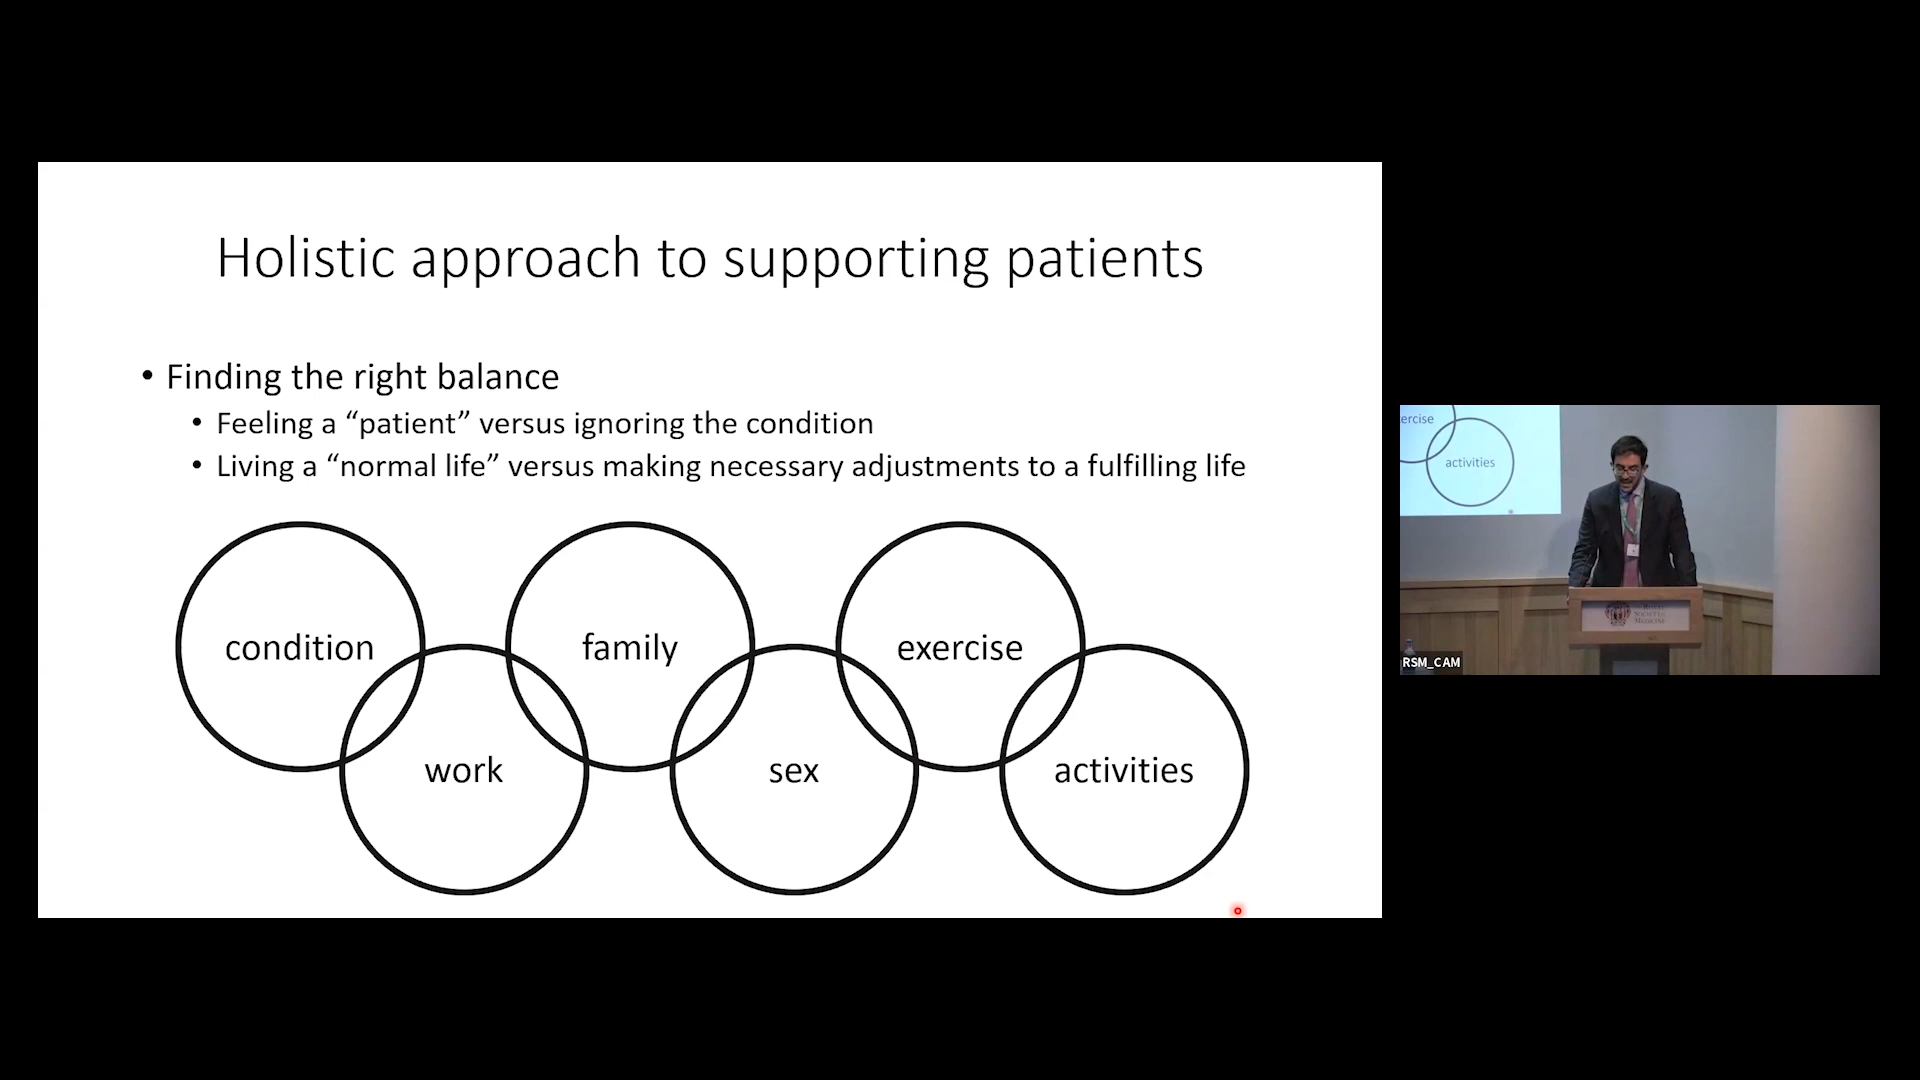 Holistic approach to supporting patients
• Finding the right balance
• Feeling a “patient” versus ignoring the condition
• Living a “normal life” versus making necessary adjustments to a fulfilling life
condition
family
exercise
work
sex
activities
ercise
activities
RSM_CAM